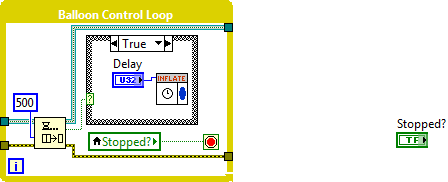 Balloon Control Loop
True
Delay
U32
INFLATE
500
?
Stopped?
Stopped?
TF
i